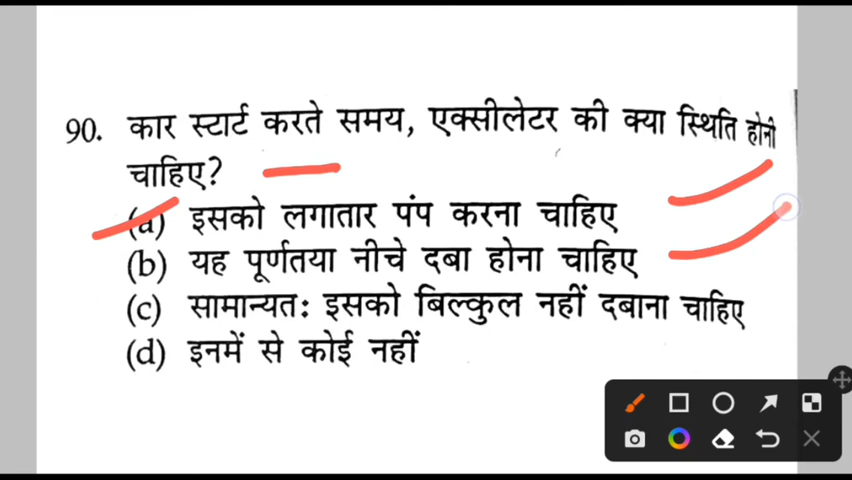 90. कार स्टार्ट करते समय, एक्सीलेटर की क्या स्थिति होनी
चाहिए?
(a) इसको लगातार पंप करना चाहिए
(b) यह पूर्णतया नीचे दबा होना चाहिए
(c) सामान्यत: इसको बिल्कुल नहीं दबाना चाहिए
(d) इनमें से कोई नहीं